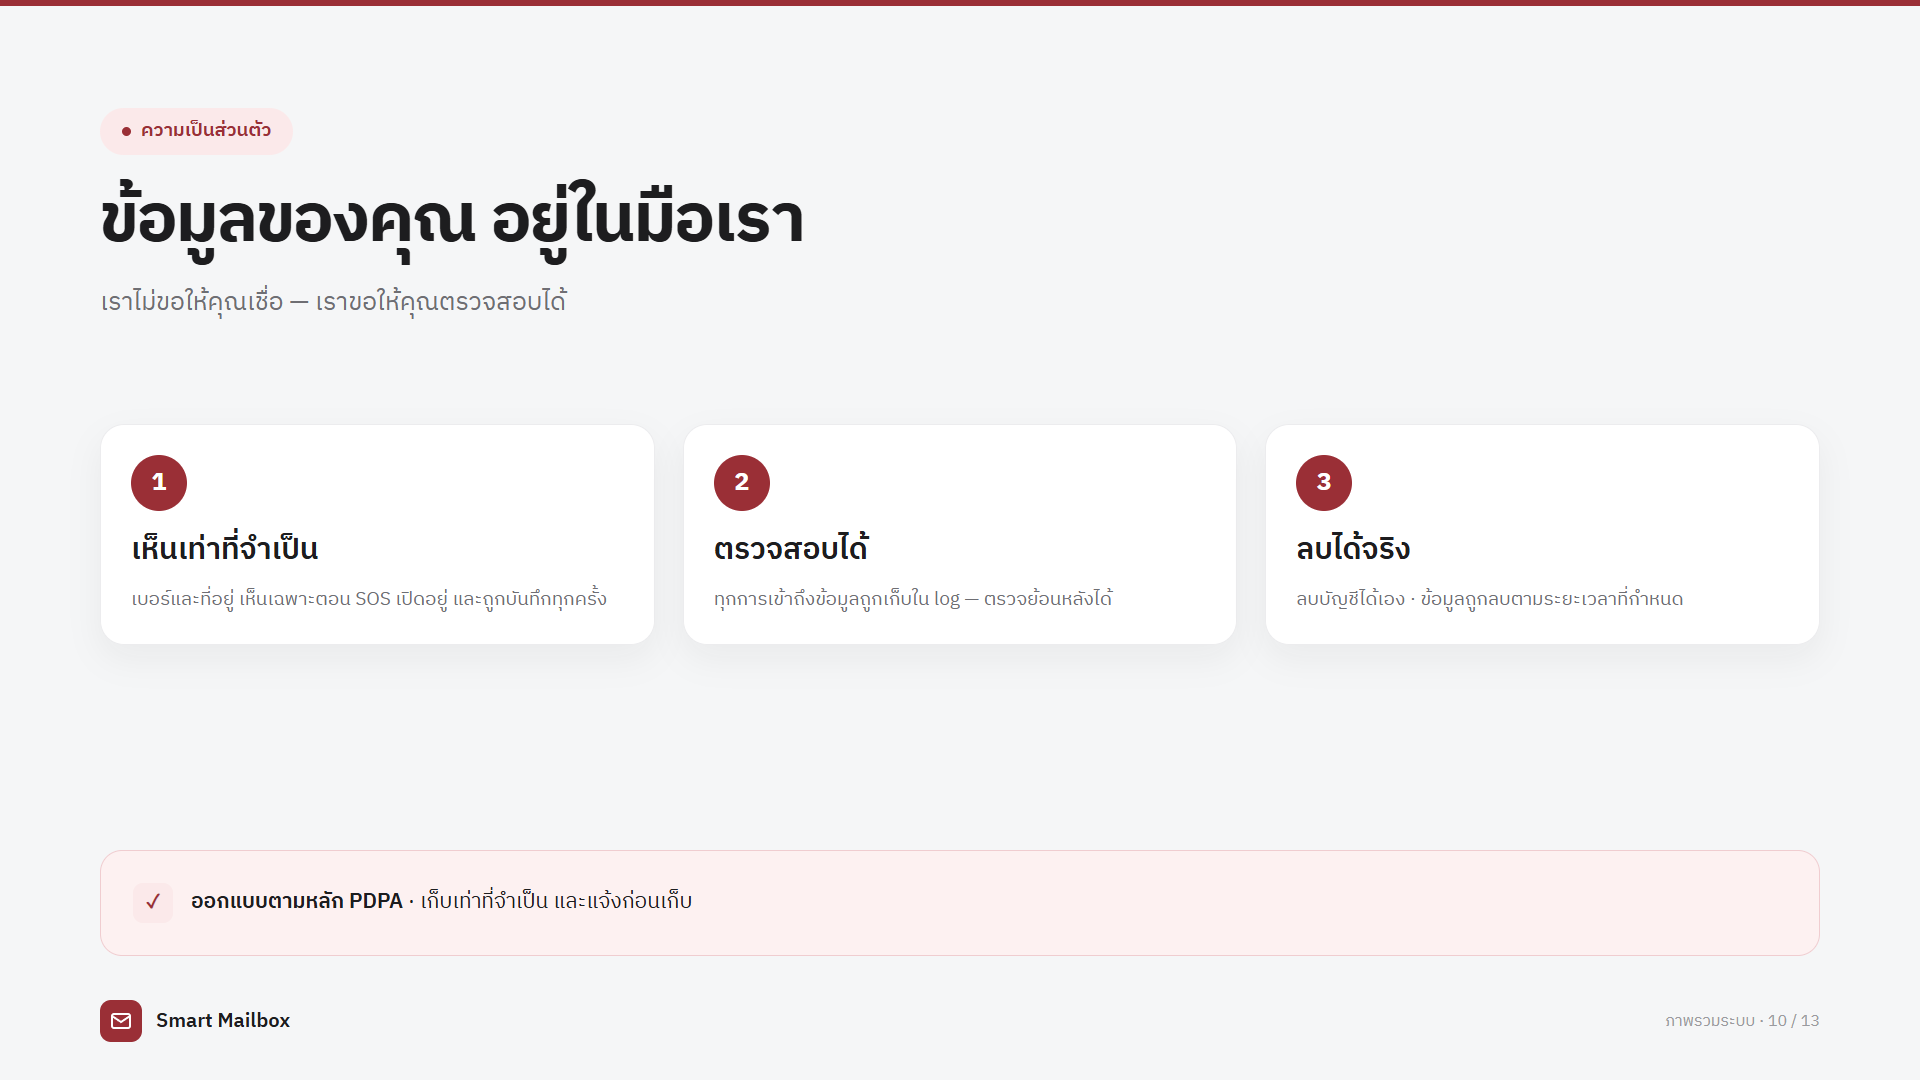 ความเป็นส่วนตัว
ข้อมูลของคุณ อยู่ในมือเรา
เราไม่ขอให้คุณเชื่อ — เราขอให้คุณตรวจสอบได้
1
เห็นเท่าที่จำเป็น
เบอร์และที่อยู่ เห็นเฉพาะตอน SOS เปิดอยู่ และถูกบันทึกทุกครั้ง
2
ตรวจสอบได้
ทุกการเข้าถึงข้อมูลถูกเก็บใน log — ตรวจย้อนหลังได้
3
ลบได้จริง
ลบบัญชีได้เอง · ข้อมูลถูกลบตามระยะเวลาที่กำหนด
✓ ออกแบบตามหลัก PDPA · เก็บเท่าที่จำเป็น และแจ้งก่อนเก็บ
Smart Mailbox
ภาพรวมระบบ · 10 / 13